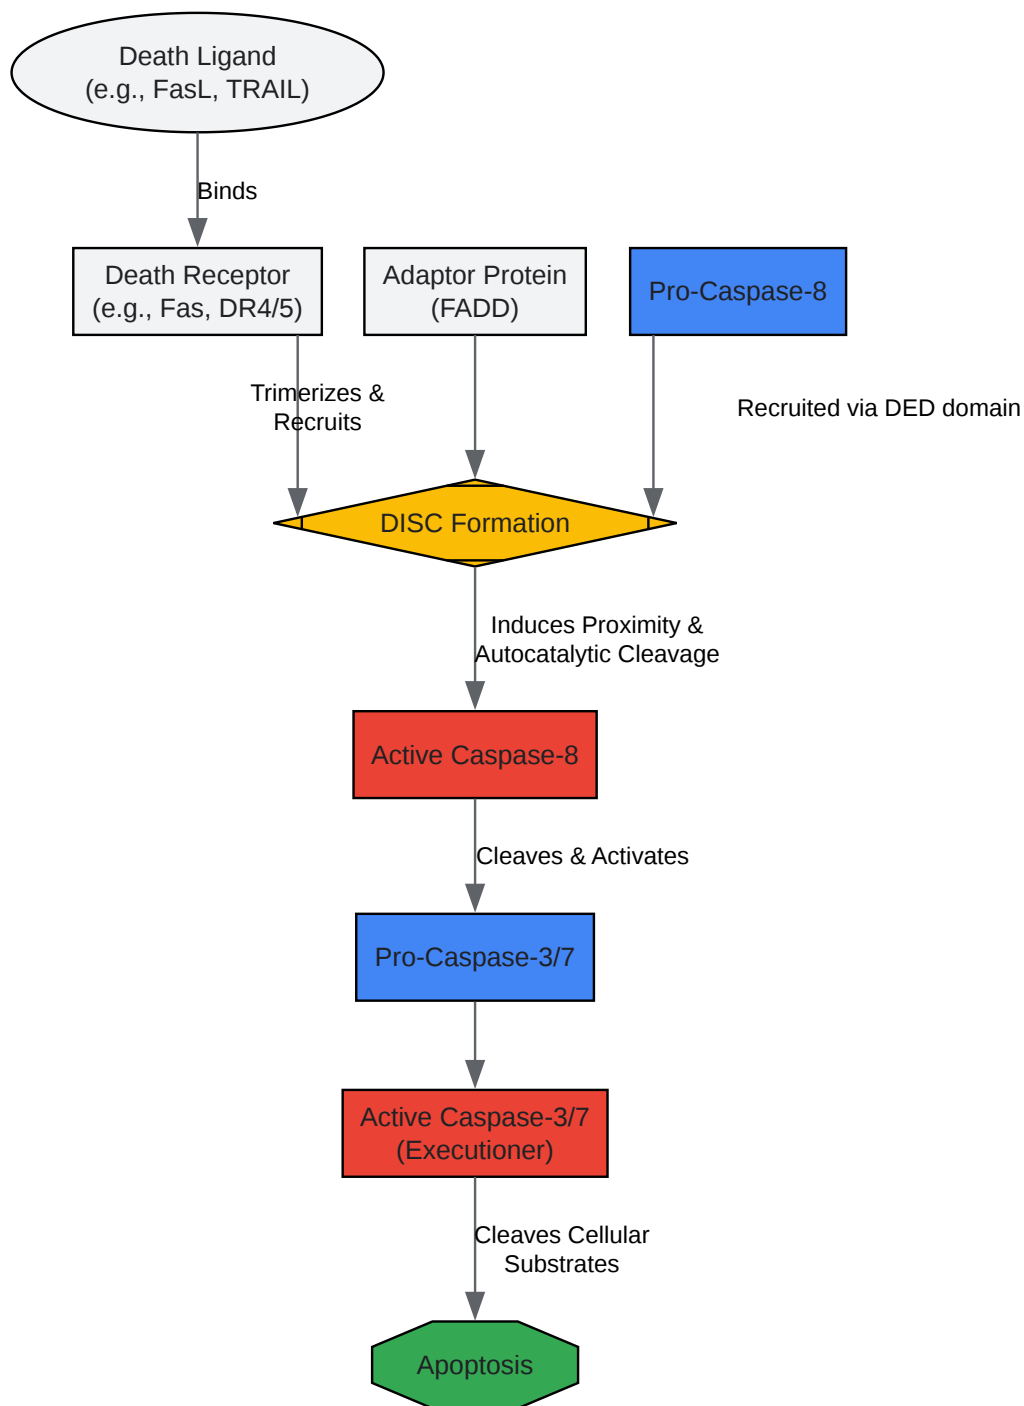 Death Ligand
(e.g., FasL, TRAIL)
Binds
Death Receptor
(e.g., Fas, DR4/5)
Adaptor Protein
(FADD)
Pro-Caspase-8
Trimerizes &
Recruits
Recruited via DED domain
DISC Formation
Induces Proximity &
Autocatalytic Cleavage
Active Caspase-8
Cleaves & Activates
Pro-Caspase-3/7
Active Caspase-3/7
(Executioner)
Cleaves Cellular
Substrates
Apoptosis